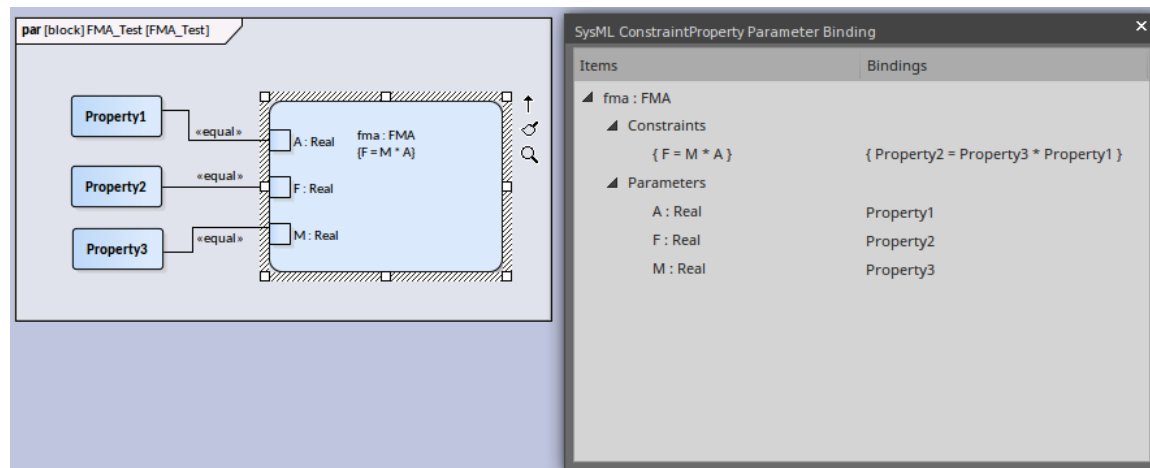 par [block] FMA_Test [FMA_Test]
Property1
«equal»
A : Real
fma : FMA
{F = M * A}
Property2
«equal»
F : Real
Property3
«equal»
M : Real
SysML ConstraintProperty Parameter Binding
Items Bindings
fma : FMA
Constraints
{ F = M * A } { Property2 = Property3 * Property1 }
Parameters
A : Real Property1
F : Real Property2
M : Real Property3